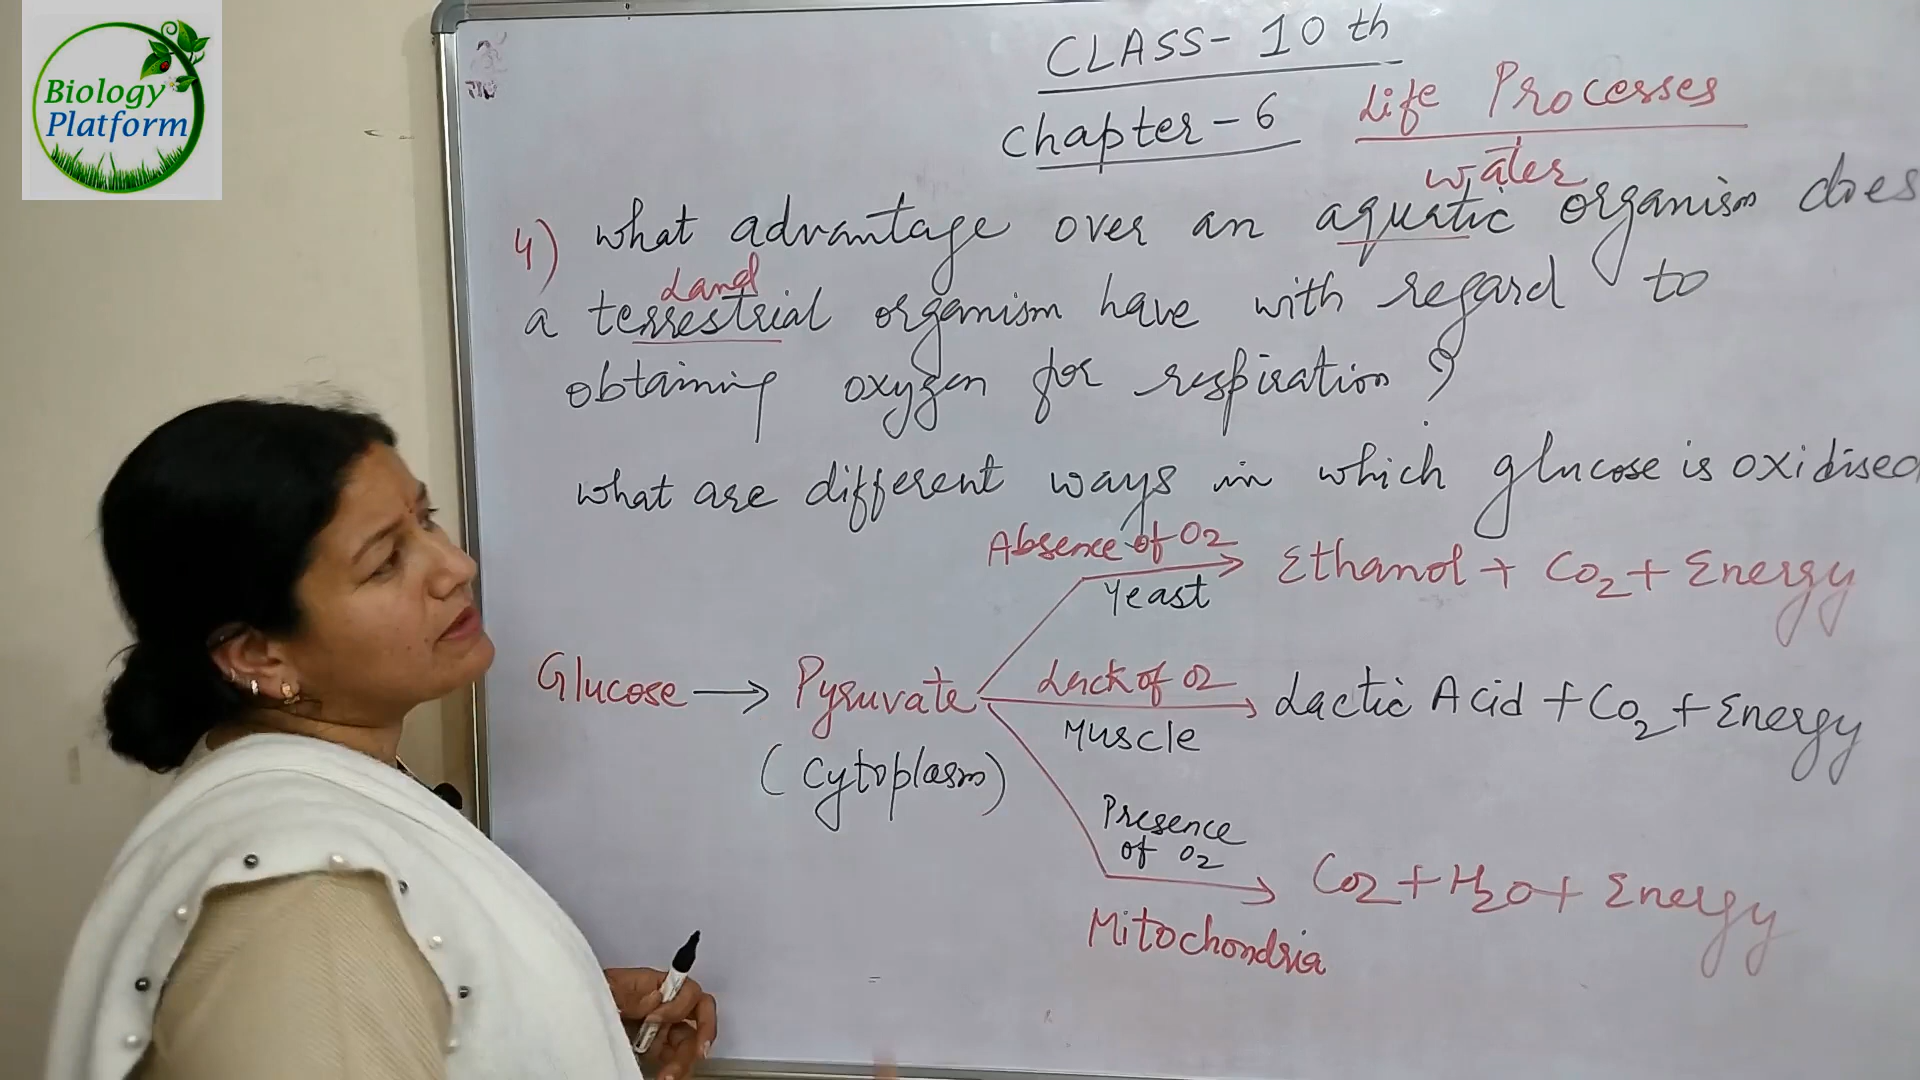 Biology
Platform
CLASS- 10 th
Chapter-6 Life Processes
water
4) What advantage over an aquatic organism does
Land
a terrestrial organism have with regard to
obtaining oxygen for respiration ?
What are different ways in which glucose is oxidised
Absence of O2
Yeast
Ethanol + CO2 + Energy
Glucose → Pyruvate
(Cytoplasm)
Lack of O2
Muscle
Lactic Acid + CO2 + Energy
Presence
of O2
Mitochondria
CO2 + H2O + Energy